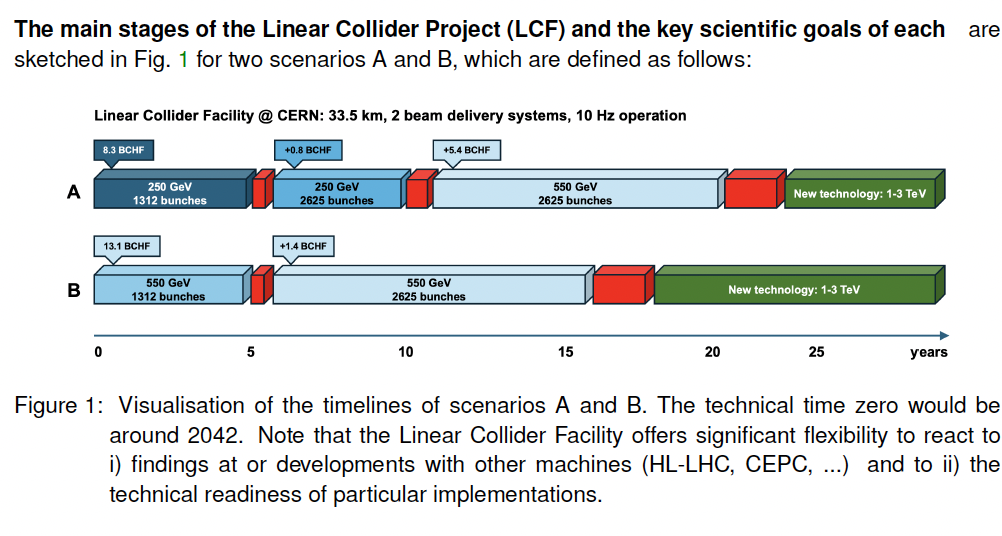 The main stages of the Linear Collider Project (LCF) and the key scientific goals of each are
sketched in Fig. 1 for two scenarios A and B, which are defined as follows:
Linear Collider Facility @ CERN: 33.5 km, 2 beam delivery systems, 10 Hz operation
8.3 BCHF
+0.8 BCHF
+5.4 BCHF
A
250 GeV
1312 bunches
250 GeV
2625 bunches
550 GeV
2625 bunches
New technology: 1-3 TeV
13.1 BCHF
+1.4 BCHF
B
550 GeV
1312 bunches
550 GeV
2625 bunches
New technology: 1-3 TeV
0 5 10 15 20 25 years
Figure 1: Visualisation of the timelines of scenarios A and B. The technical time zero would be
around 2042. Note that the Linear Collider Facility offers significant flexibility to react to
i) findings at or developments with other machines (HL-LHC, CEPC, ...) and to ii) the
technical readiness of particular implementations.